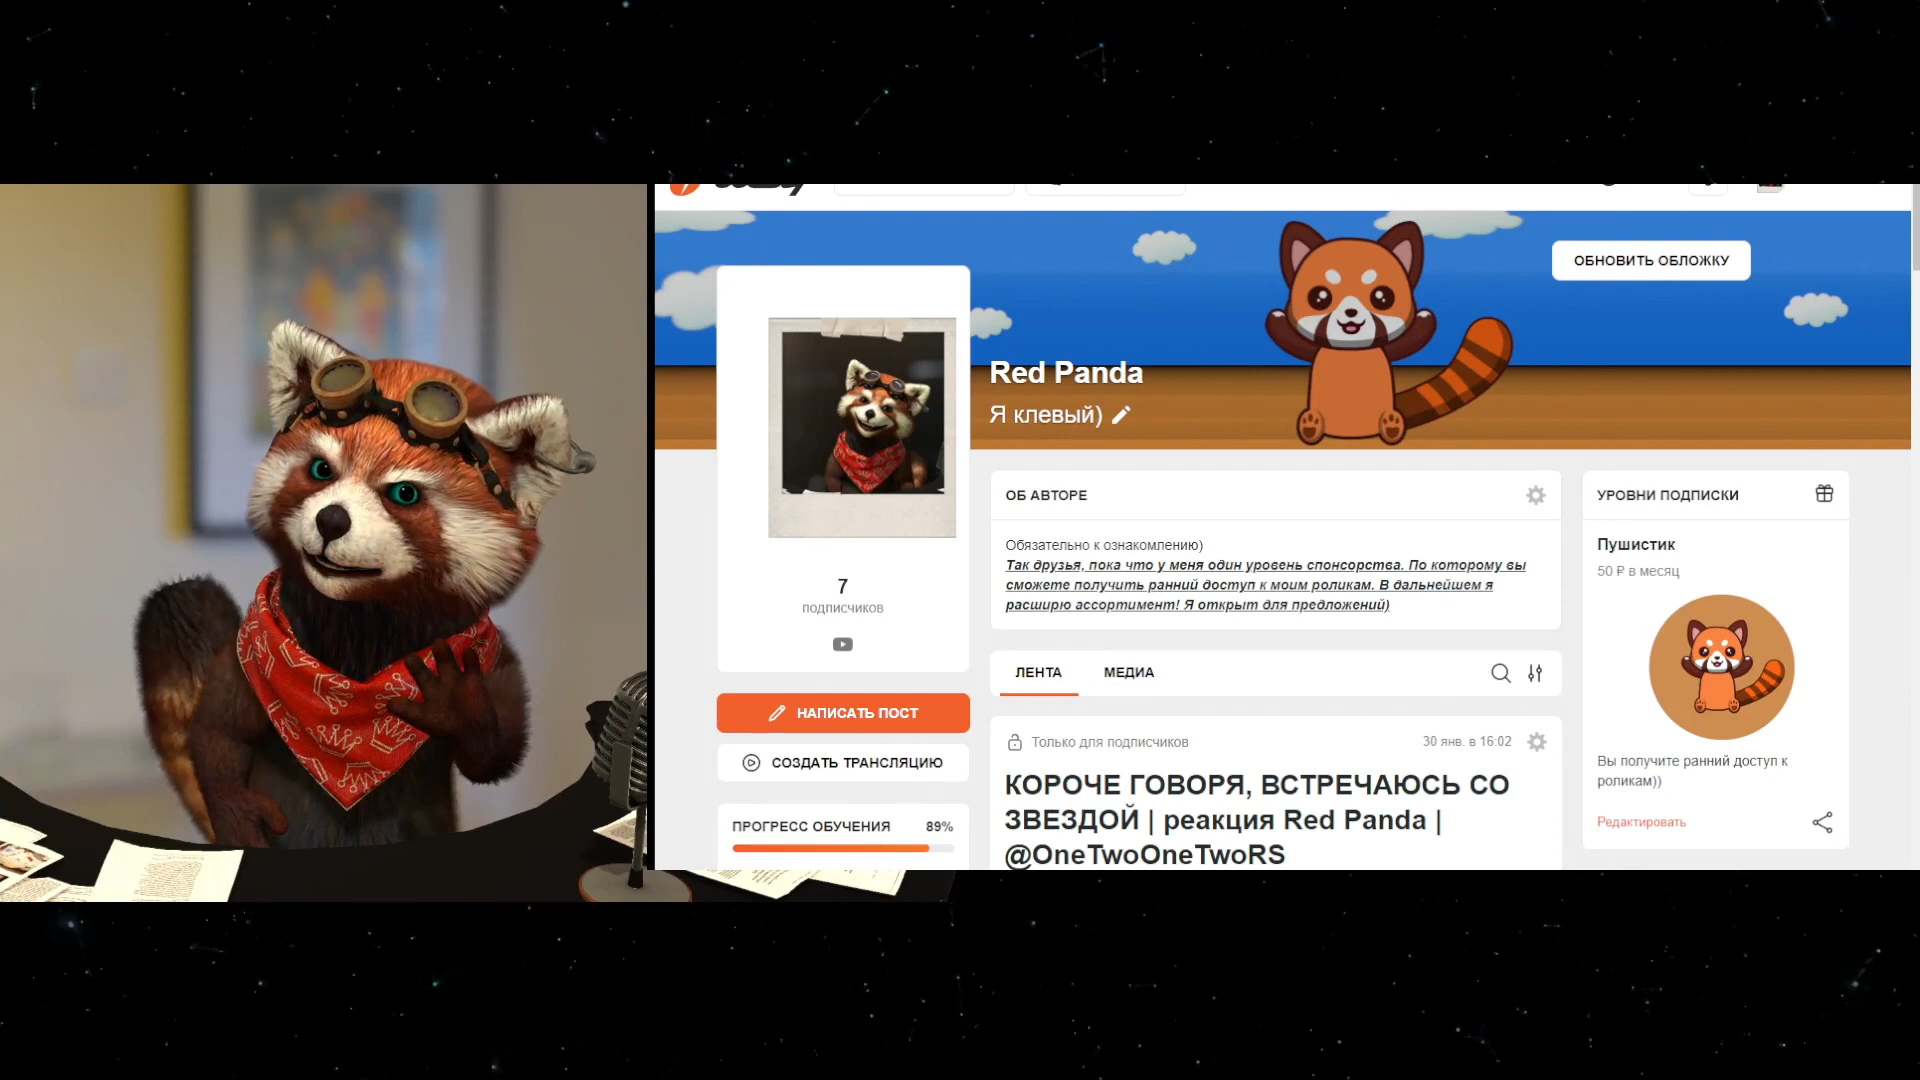 ОБНОВИТЬ ОБЛОЖКУ
Red Panda
Я клевый)
7
подписчиков
НАПИСАТЬ ПОСТ
СОЗДАТЬ ТРАНСЛЯЦИЮ
ПРОГРЕСС ОБУЧЕНИЯ 89%
ОБ АВТОРЕ
Обязательно к ознакомлению)
Так друзья, пока что у меня один уровень спонсорства. По которому вы
сможете получить ранний доступ к моим роликам. В дальнейшем я
расширю ассортимент! Я открыт для предложений)
ЛЕНТА МЕДИА
Только для подписчиков 30 янв. в 16:02
КОРОЧЕ ГОВОРЯ, ВСТРЕЧАЮСЬ СО
ЗВЕЗДОЙ | реакция Red Panda |
@OneTwoOneTwoRS
УРОВНИ ПОДПИСКИ
Пушистик
50 ₽ в месяц
Вы получите ранний доступ к
роликам))
Редактировать